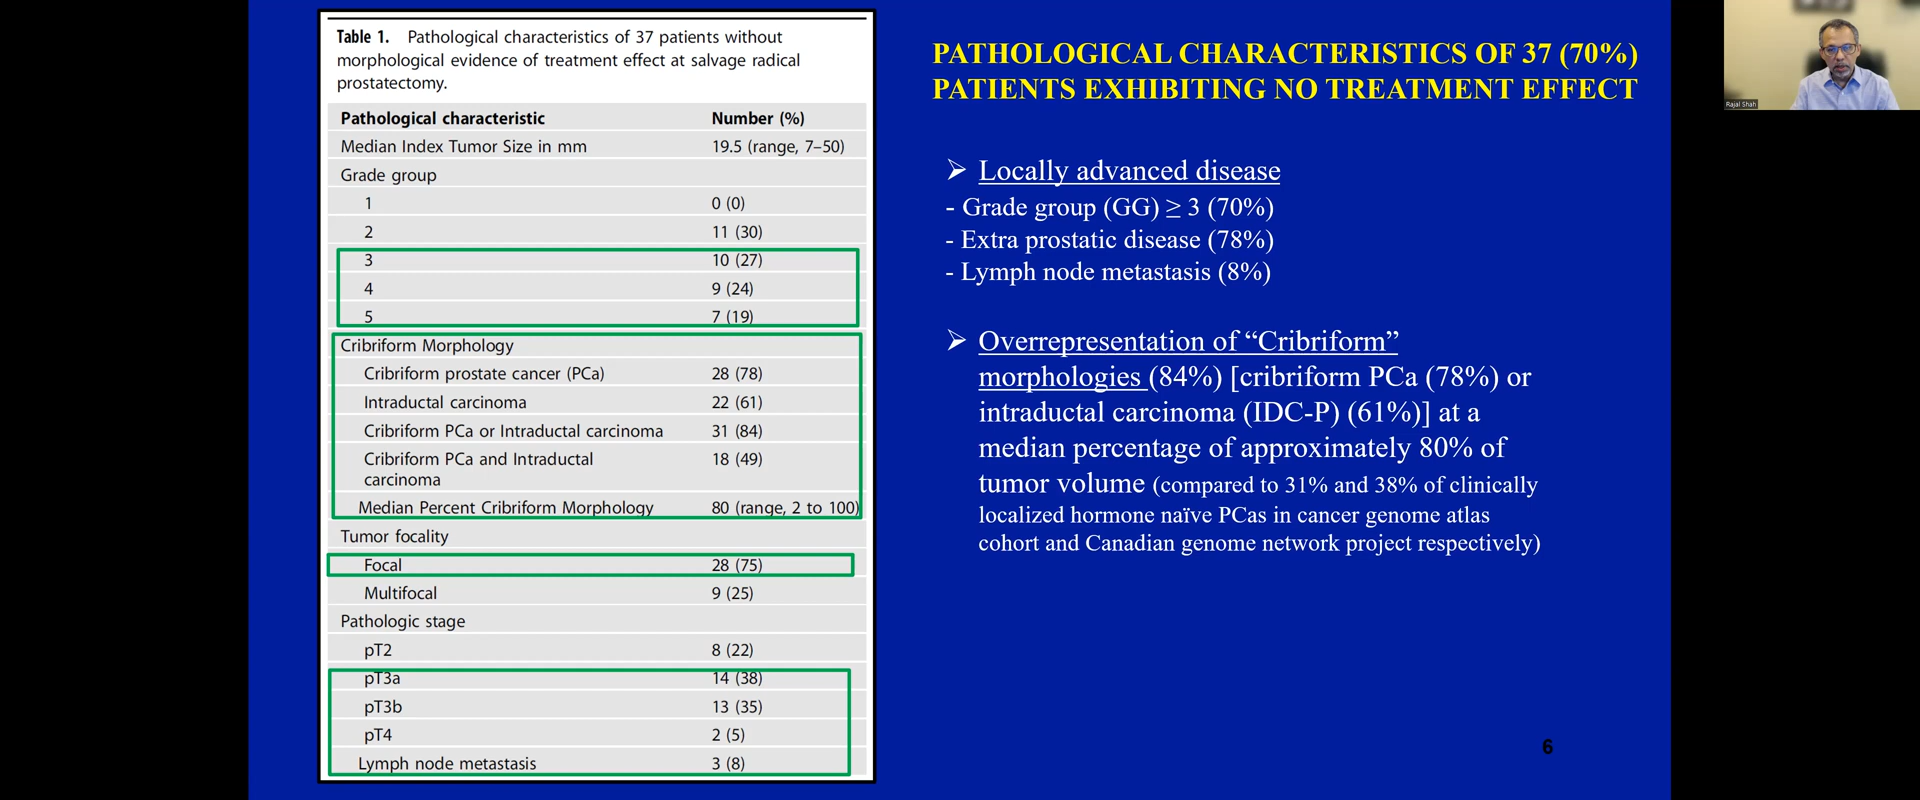 Table 1. Pathological characteristics of 37 patients without
morphological evidence of treatment effect at salvage radical
prostatectomy.
Pathological characteristic Number (%)
Median Index Tumor Size in mm 19.5 (range, 7–50)
Grade group
1 0 (0)
2 11 (30)
3 10 (27)
4 9 (24)
5 7 (19)
Cribriform Morphology
Cribriform prostate cancer (PCa) 28 (78)
Intraductal carcinoma 22 (61)
Cribriform PCa or Intraductal carcinoma 31 (84)
Cribriform PCa and Intraductal 18 (49)
carcinoma
Median Percent Cribriform Morphology 80 (range, 2 to 100)
Tumor focality
Focal 28 (75)
Multifocal 9 (25)
Pathologic stage
pT2 8 (22)
pT3a 14 (38)
pT3b 13 (35)
pT4 2 (5)
Lymph node metastasis 3 (8)
PATHOLOGICAL CHARACTERISTICS OF 37 (70%)
PATIENTS EXHIBITING NO TREATMENT EFFECT
➢ Locally advanced disease
- Grade group (GG) ≥ 3 (70%)
- Extra prostatic disease (78%)
- Lymph node metastasis (8%)
➢ Overrepresentation of “Cribriform”
morphologies (84%) [cribriform PCa (78%) or
intraductal carcinoma (IDC-P) (61%)] at a
median percentage of approximately 80% of
tumor volume (compared to 31% and 38% of clinically
localized hormone naïve PCas in cancer genome atlas
cohort and Canadian genome network project respectively)
6
Rajal Shah